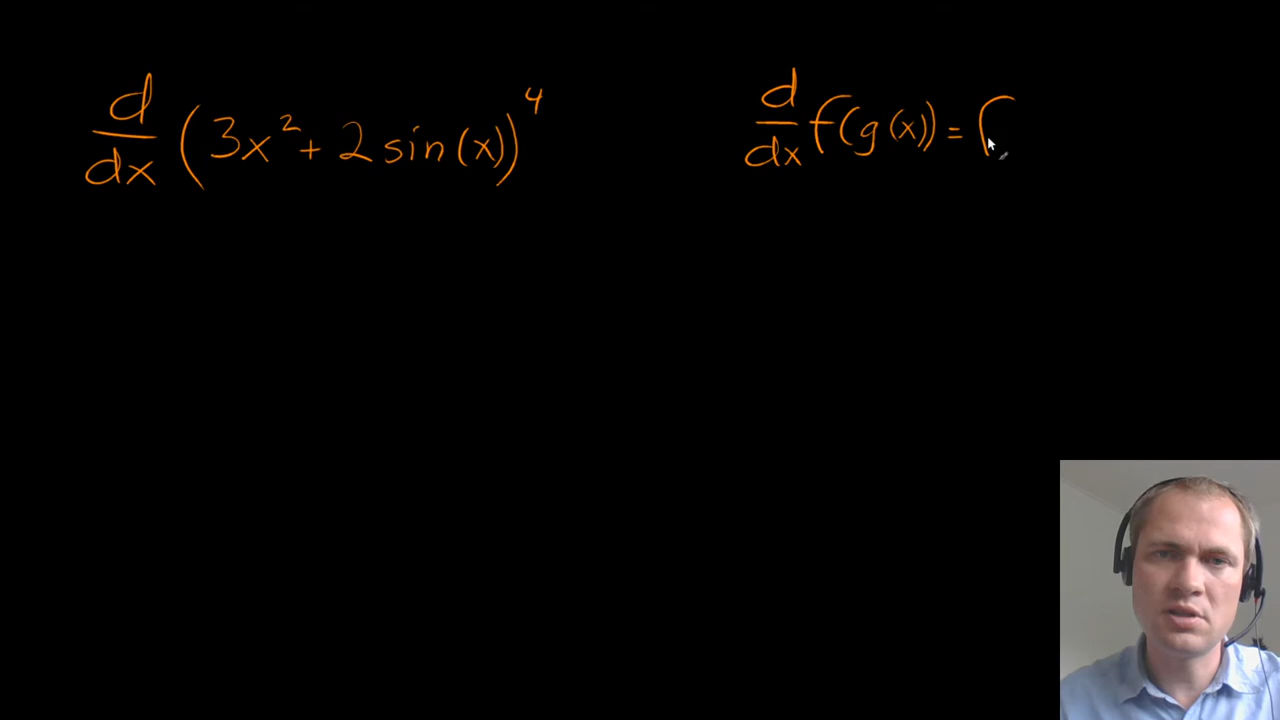 d/dx (3x² + 2 sin(x))⁴
d/dx f(g(x)) =